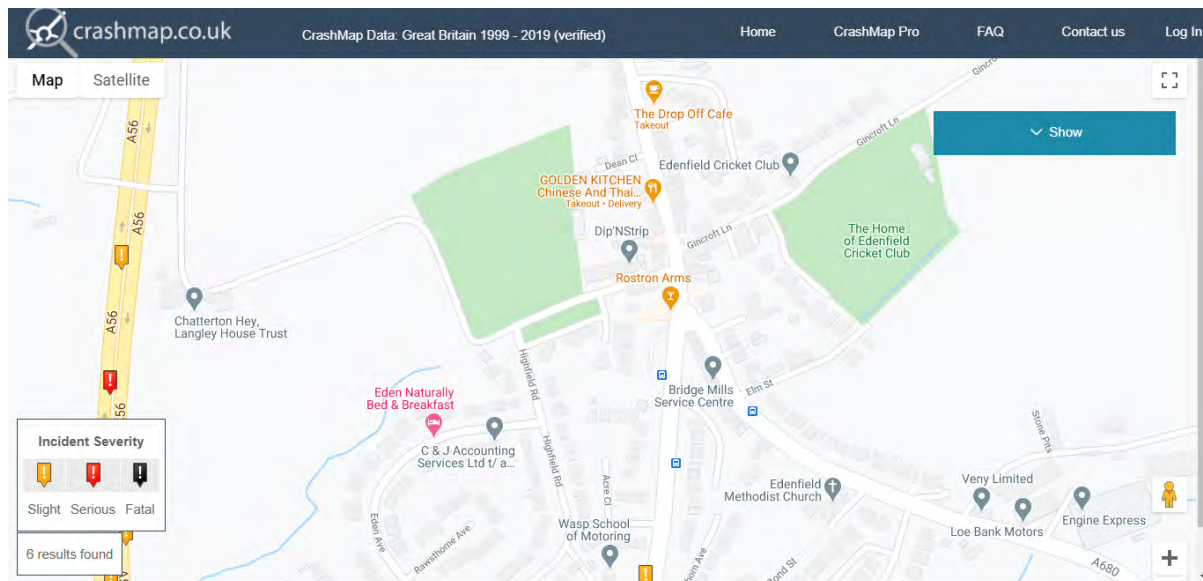 crashmap.co.uk
CrashMap Data: Great Britain 1999 - 2019 (verified)
Home
CrashMap Pro
FAQ
Contact us
Log In
Map
Satellite
Show
A56
A56
A56
56
Gincroft Ln
Gincroft Ln
The Drop Off Cafe
Takeout
Dean Cl
Edenfield Cricket Club
GOLDEN KITCHEN
Chinese And Thai...
Takeout • Delivery
Dip'NStrip
Gincroft Ln
The Home
of Edenfield
Cricket Club
Rostron Arms
Chatterton Hey,
Langley House Trust
Highfield Rd
Bridge Mills
Service Centre
Elm St
Eden Naturally
Bed & Breakfast
C & J Accounting
Services Ltd t/ a...
Highfield Rd
Acre Cl
Stone Pits
Edenfield
Methodist Church
Veny Limited
Loe Bank Motors
Engine Express
Eden Ave
Rawsthorne Ave
Wasp School
of Motoring
A680
Incident Severity
Slight
Serious
Fatal
6 results found